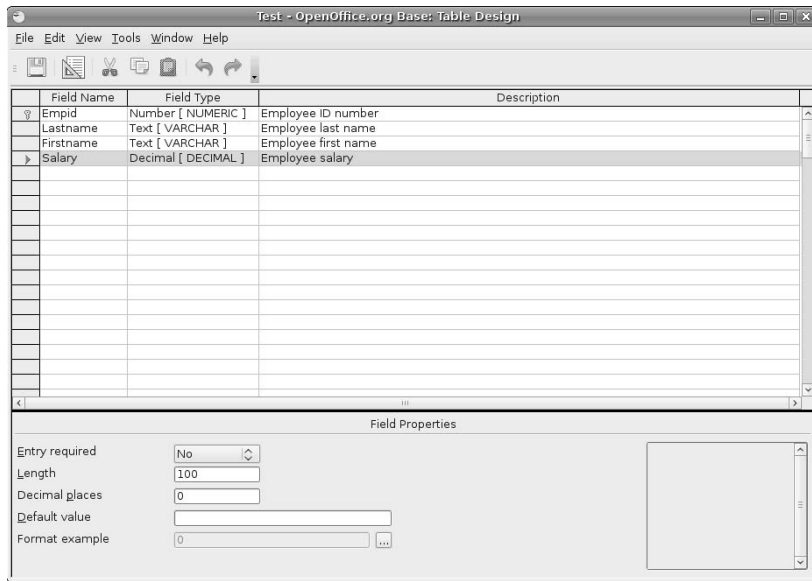 Test - OpenOffice.org Base: Table Design
File Edit View Tools Window Help
Field Name Field Type Description
Empid Number [ NUMERIC ] Employee ID number
Lastname Text [ VARCHAR ] Employee last name
Firstname Text [ VARCHAR ] Employee first name
Salary Decimal [ DECIMAL ] Employee salary
Field Properties
Entry required No
Length 100
Decimal places 0
Default value
Format example 0 ...